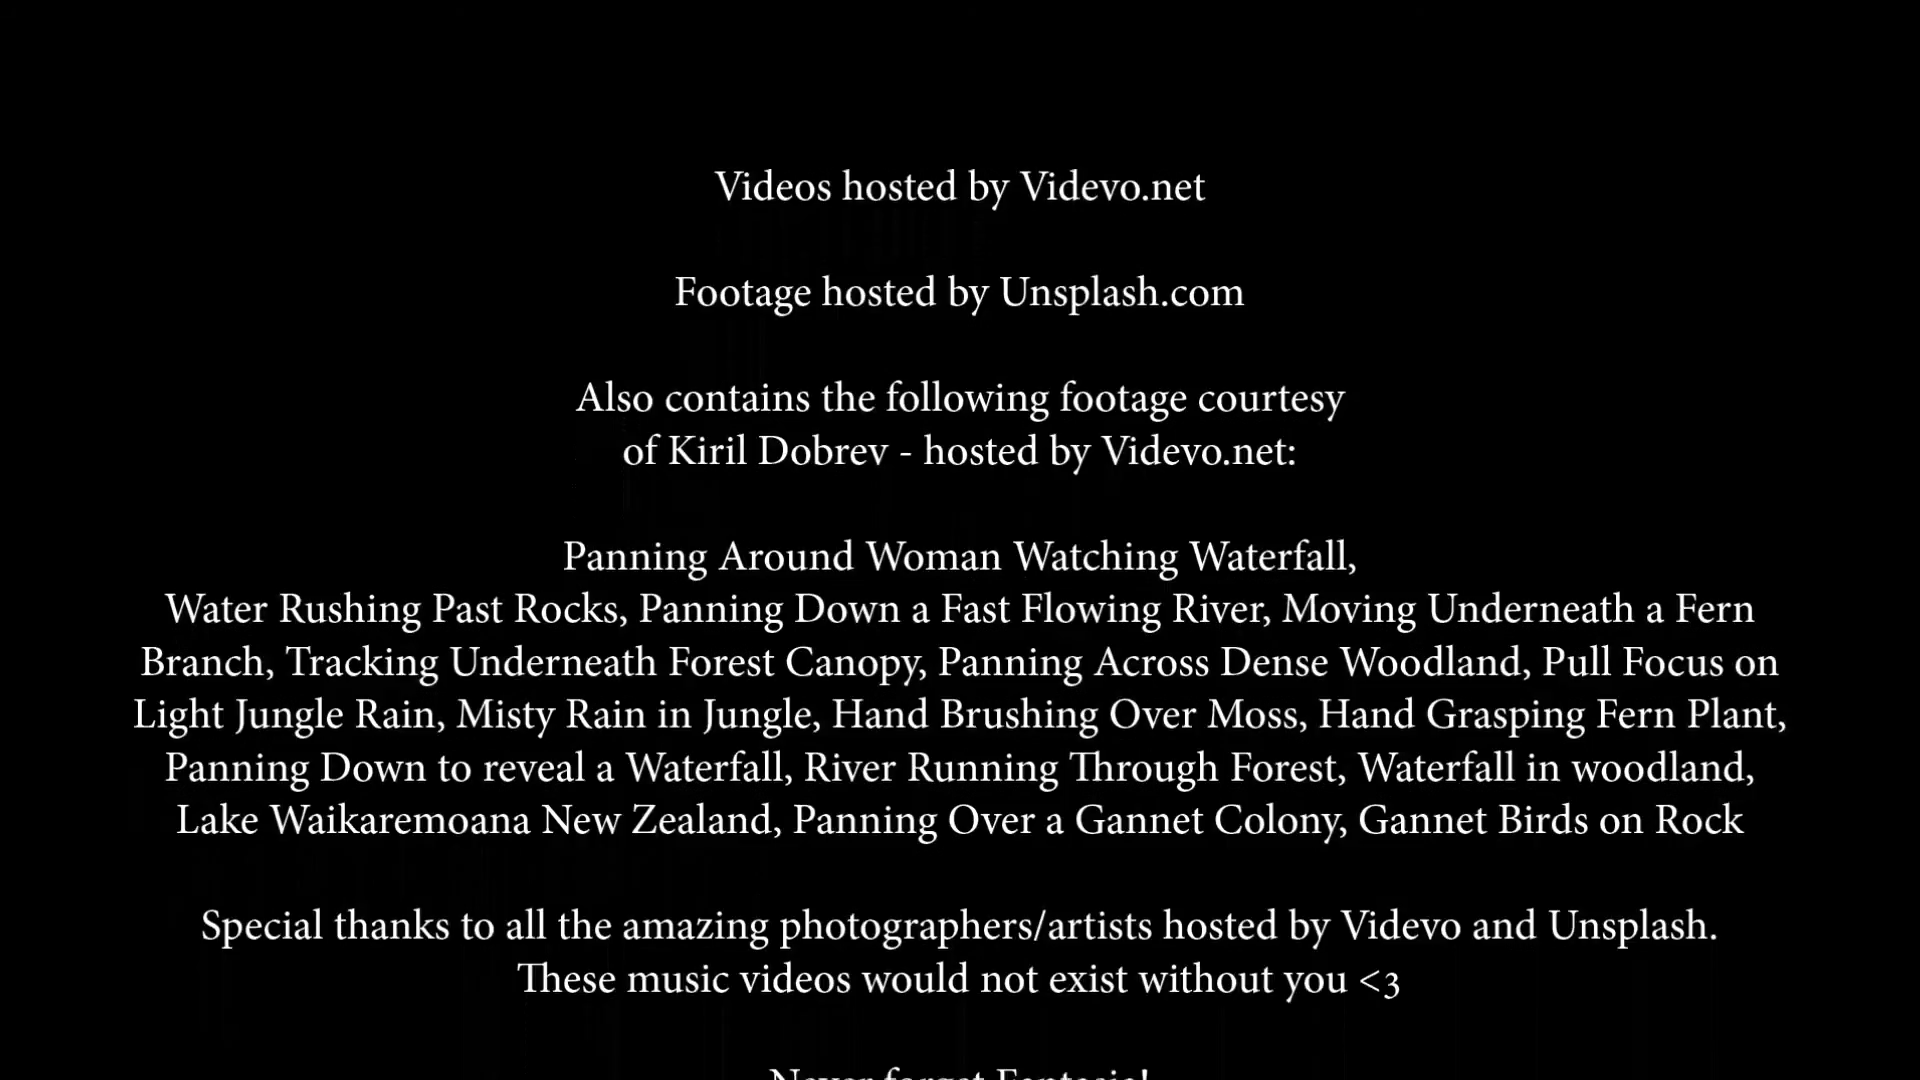 Videos hosted by Videvo.net
Footage hosted by Unsplash.com
Also contains the following footage courtesy
of Kiril Dobrev - hosted by Videvo.net:
Panning Around Woman Watching Waterfall,
Water Rushing Past Rocks, Panning Down a Fast Flowing River, Moving Underneath a Fern
Branch, Tracking Underneath Forest Canopy, Panning Across Dense Woodland, Pull Focus on
Light Jungle Rain, Misty Rain in Jungle, Hand Brushing Over Moss, Hand Grasping Fern Plant,
Panning Down to reveal a Waterfall, River Running Through Forest, Waterfall in woodland,
Lake Waikaremoana New Zealand, Panning Over a Gannet Colony, Gannet Birds on Rock
Special thanks to all the amazing photographers/artists hosted by Videvo and Unsplash.
These music videos would not exist without you <3
Never forget